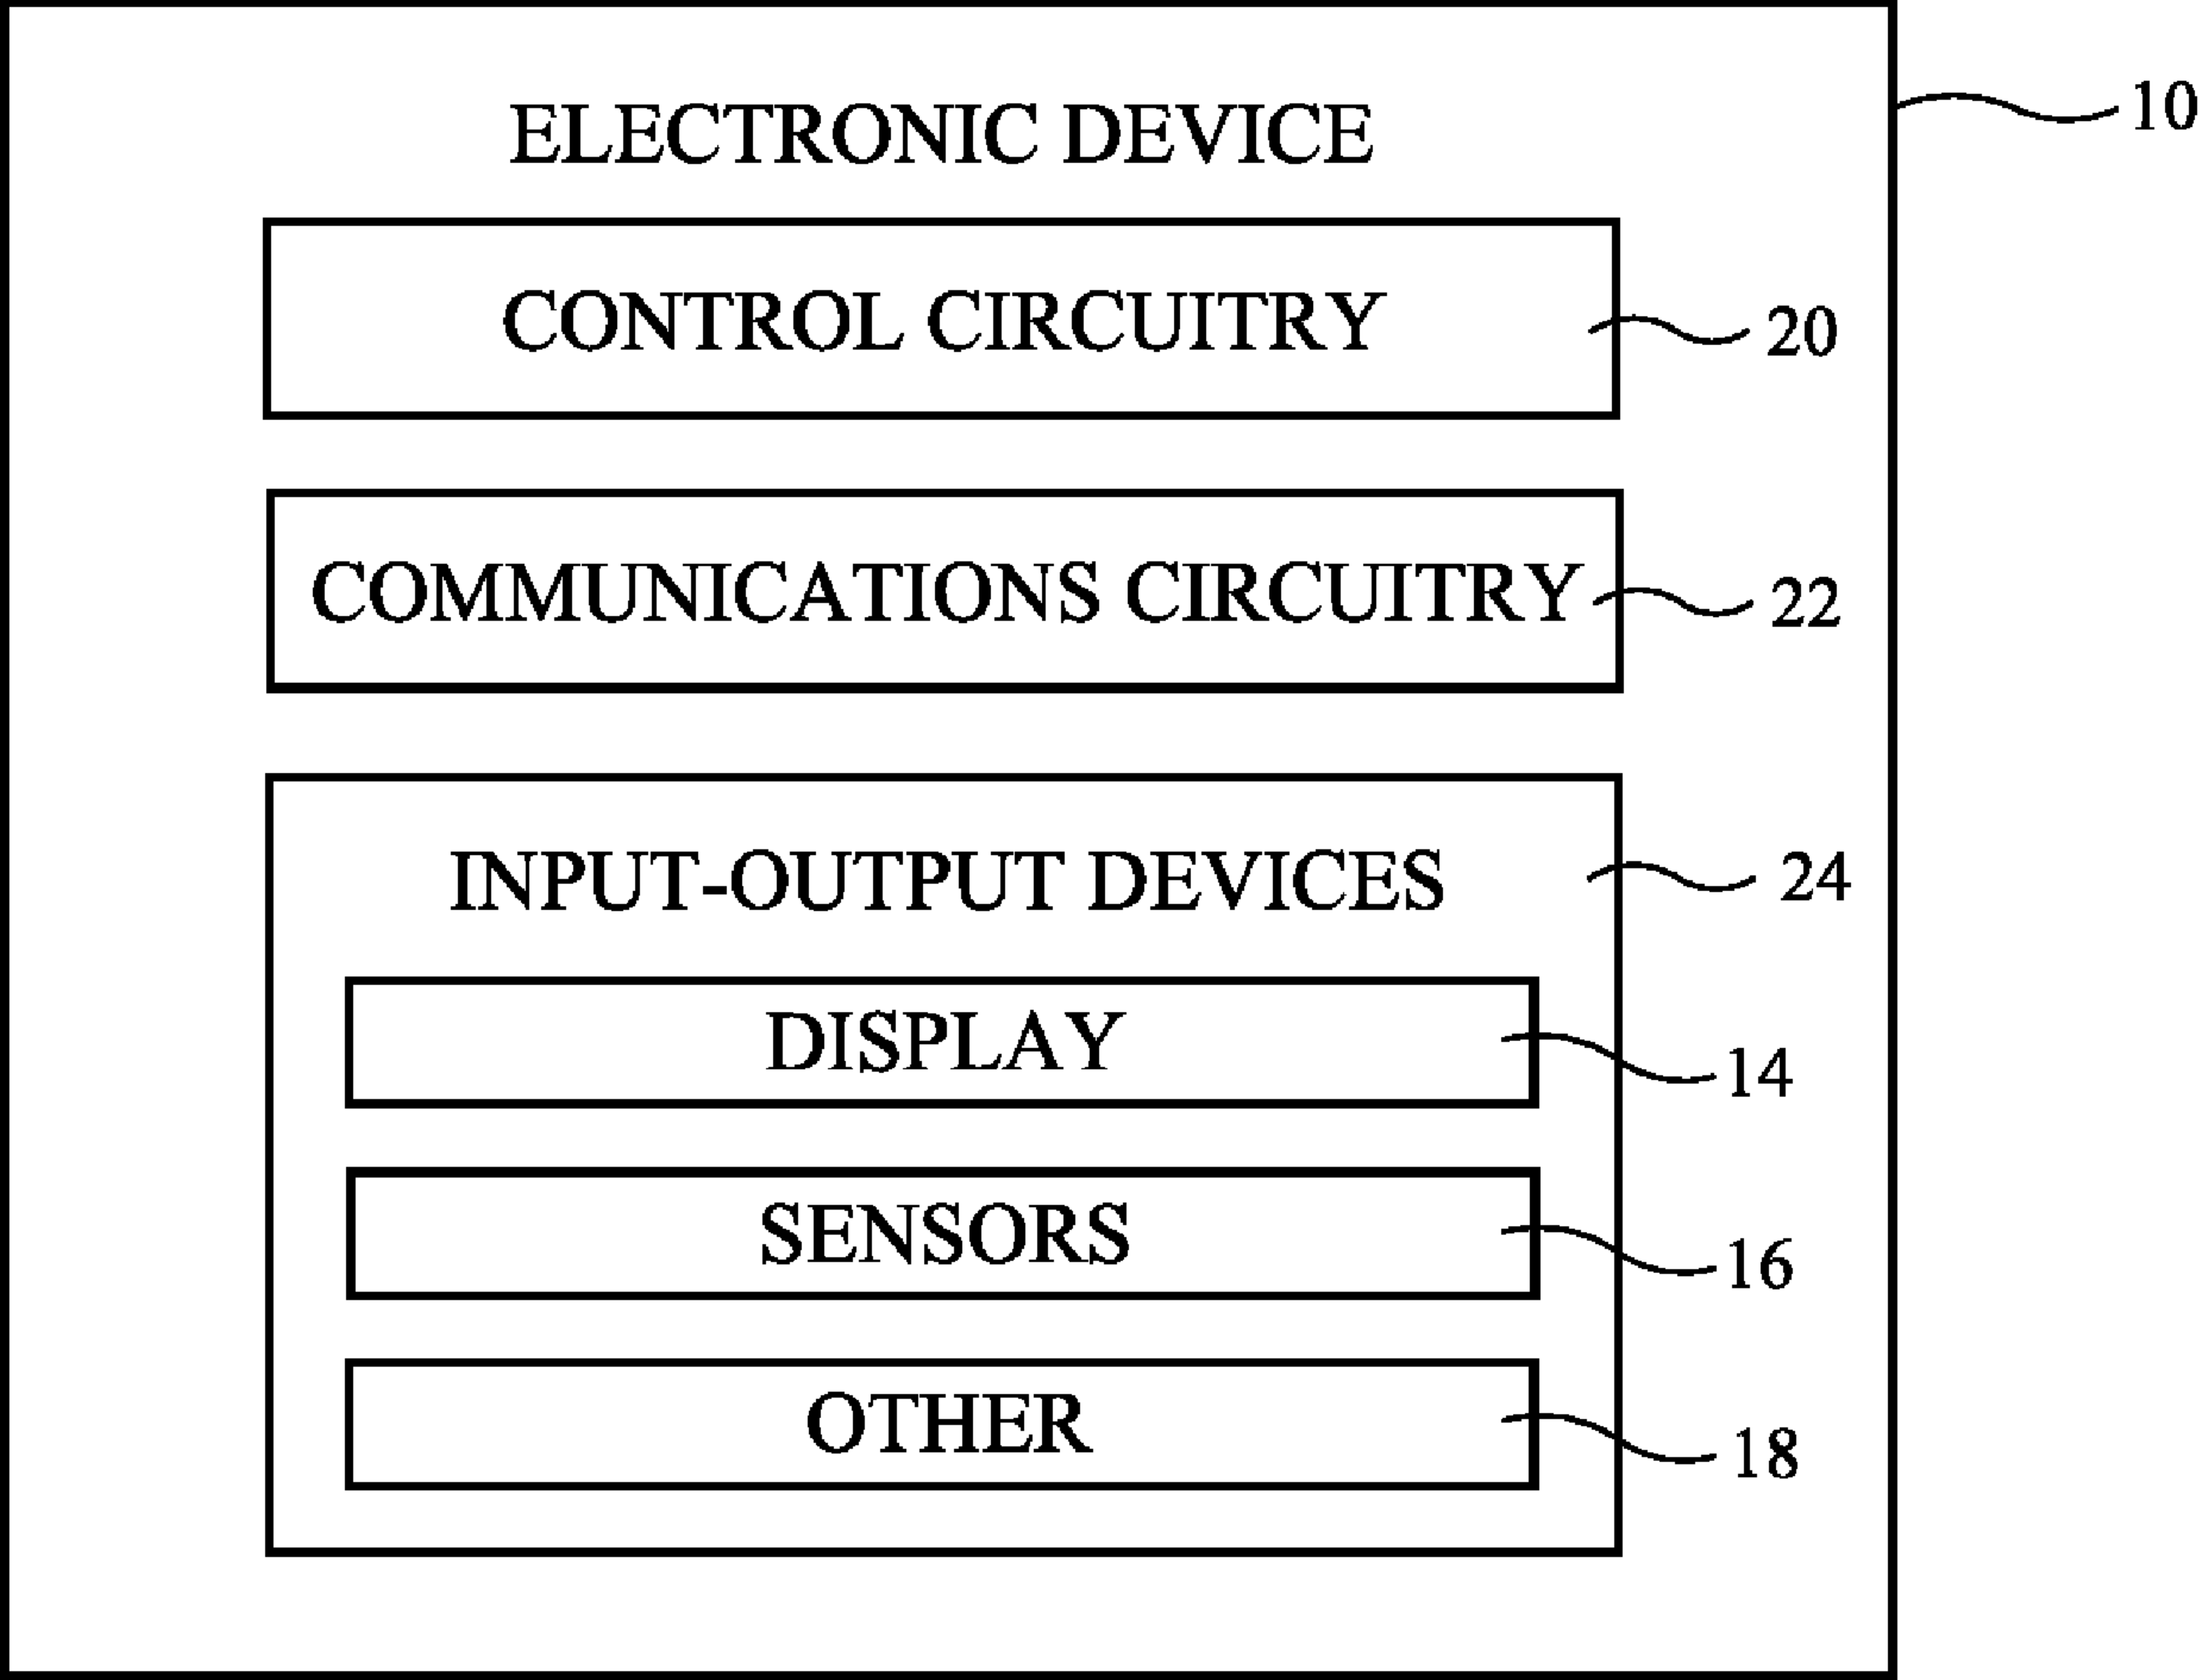 ELECTRONIC DEVICE
10
CONTROL CIRCUITRY
20
COMMUNICATIONS CIRCUITRY
22
INPUT-OUTPUT DEVICES
24
DISPLAY
14
SENSORS
16
OTHER
18